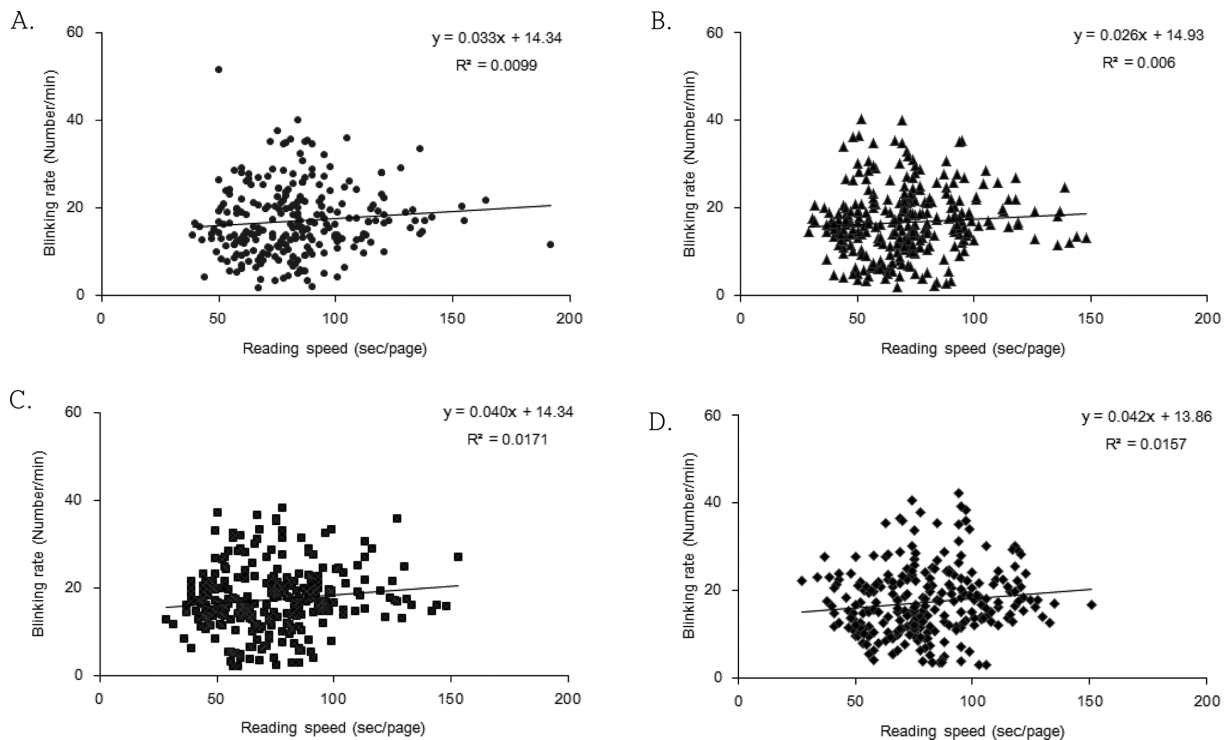 A.
60
40
20
0
0
50
100
150
200
Blinking rate (Number/min)
Reading speed (sec/page)
y = 0.033x + 14.34
R² = 0.0099
B.
60
40
20
0
0
50
100
150
200
Blinking rate (Number/min)
Reading speed (sec/page)
y = 0.026x + 14.93
R² = 0.006
C.
60
40
20
0
0
50
100
150
200
Blinking rate (Number/min)
Reading speed (sec/page)
y = 0.040x + 14.34
R² = 0.0171
D.
60
40
20
0
0
50
100
150
200
Blinking rate (Number/min)
Reading speed (sec/page)
y = 0.042x + 13.86
R² = 0.0157